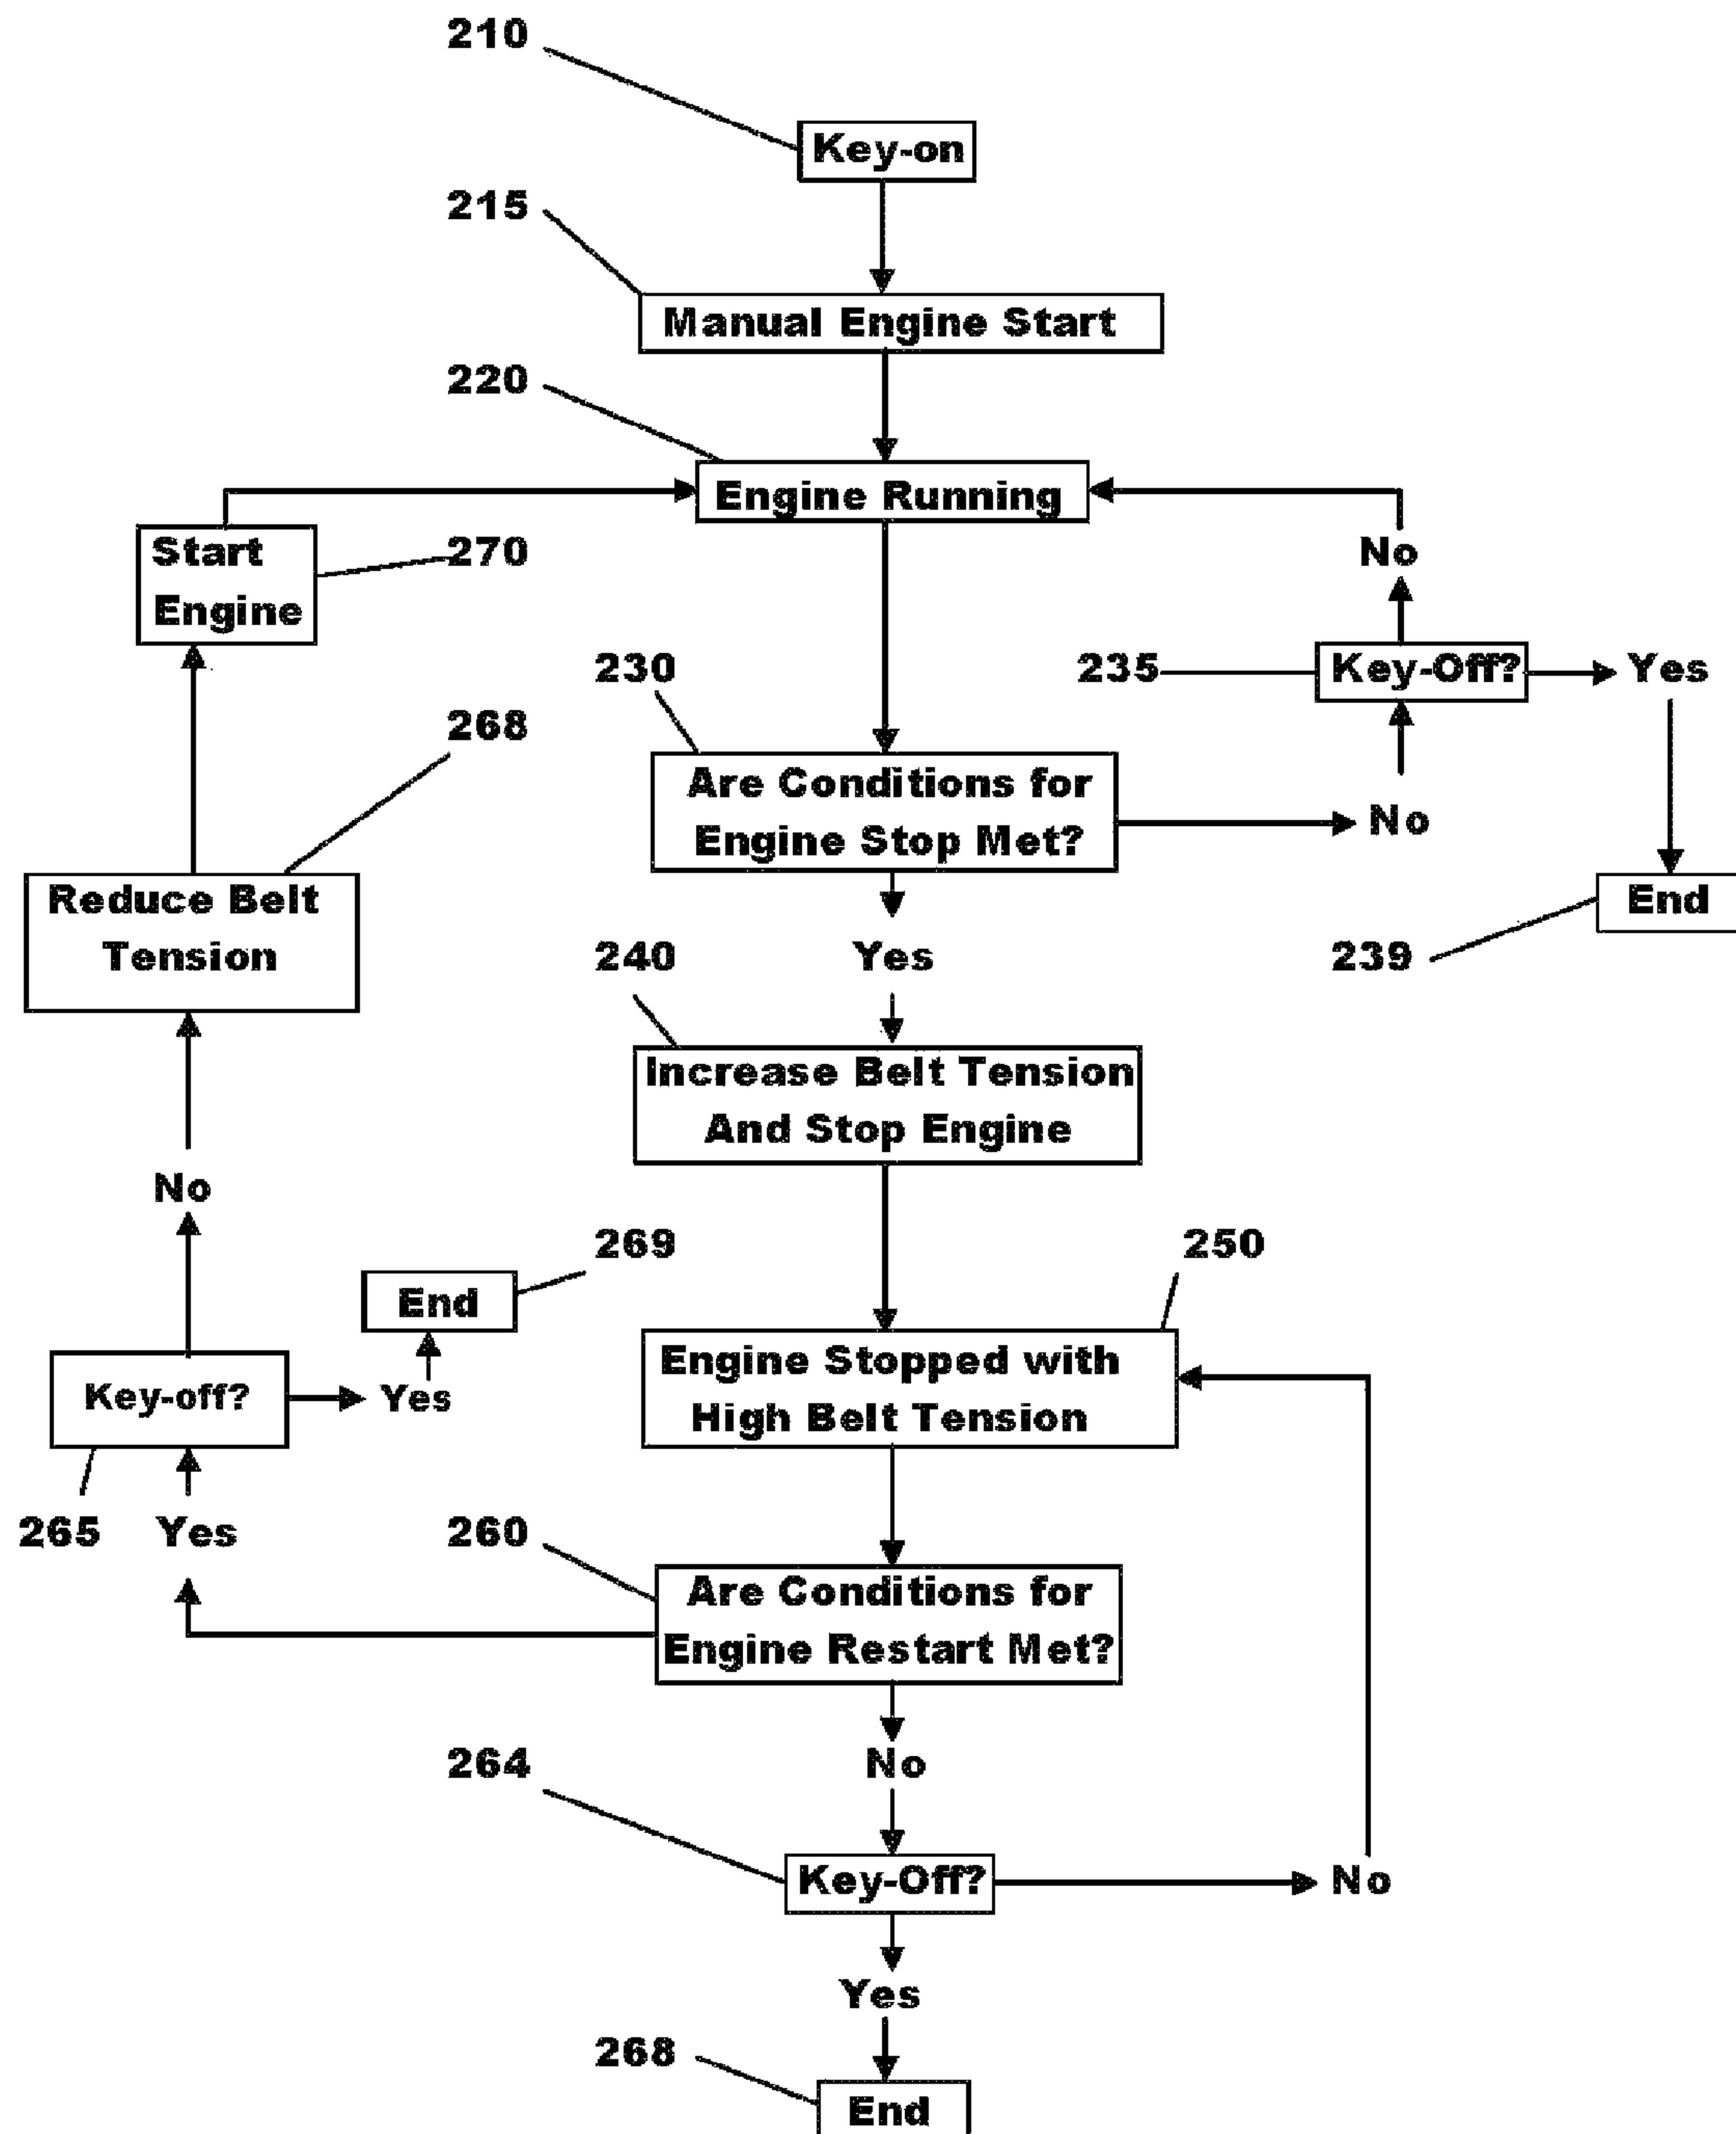 210
Key-on
215
Manual Engine Start
220
Engine Running
Start
Engine
270
No
230
235
Key-Off?
Yes
268
Are Conditions for
Engine Stop Met?
No
Reduce Belt
Tension
End
240
Yes
239
Increase Belt Tension
And Stop Engine
No
269
250
End
Engine Stopped with
High Belt Tension
Key-off?
Yes
265
Yes
260
Are Conditions for
Engine Restart Met?
264
No
Key-Off?
No
Yes
268
End